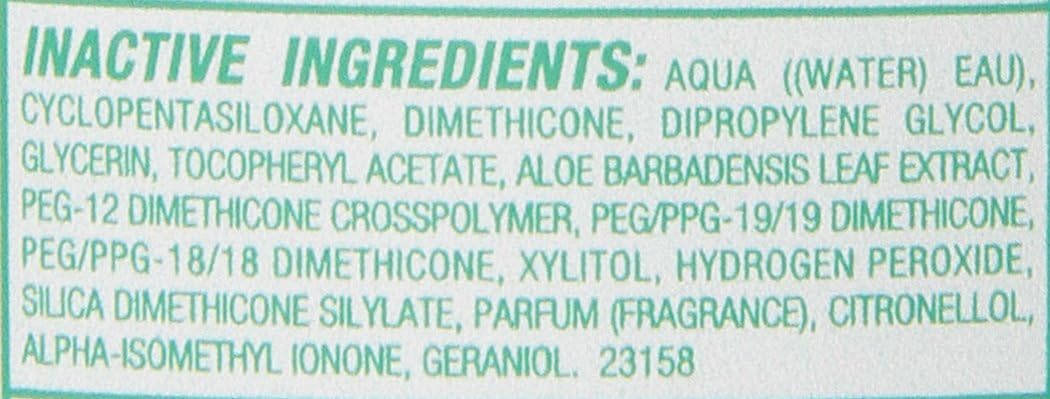 INACTIVE INGREDIENTS: AQUA ((WATER) EAU),
CYCLOPENTASILOXANE, DIMETHICONE, DIPROPYLENE GLYCOL,
GLYCERIN, TOCOPHERYL ACETATE, ALOE BARBADENSIS LEAF EXTRACT,
PEG-12 DIMETHICONE CROSSPOLYMER, PEG/PPG-19/19 DIMETHICONE,
PEG/PPG-18/18 DIMETHICONE, XYLITOL, HYDROGEN PEROXIDE,
SILICA DIMETHICONE SILYLATE, PARFUM (FRAGRANCE), CITRONELLOL,
ALPHA-ISOMETHYL IONONE, GERANIOL. 23158